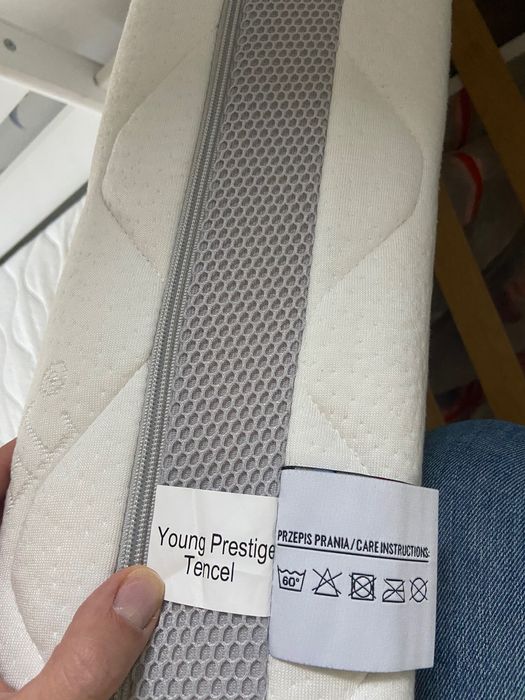 Young Prestige
Tencel
PRZEPIS PRANIA/CARE INSTRUCTIONS:
60°